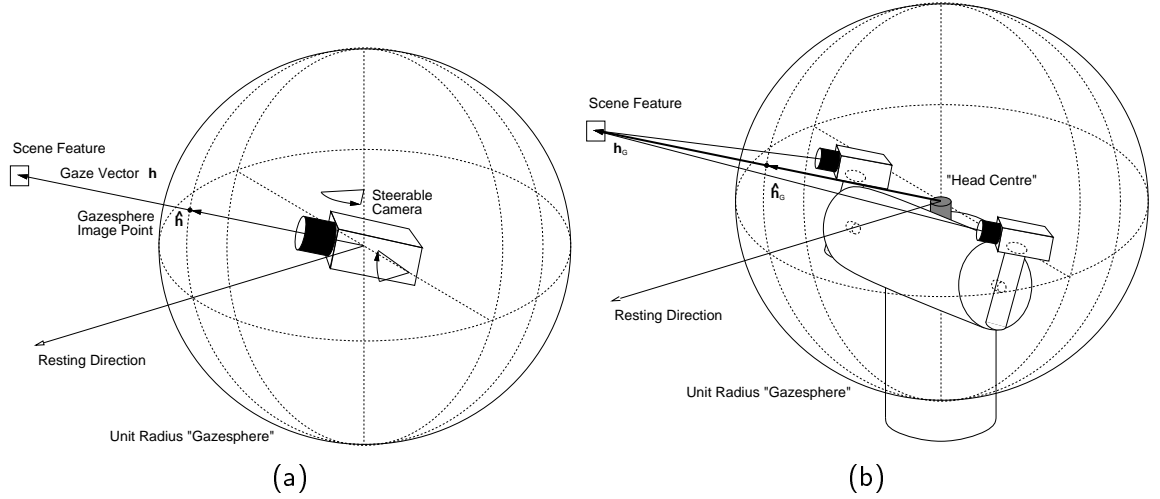 Scene Feature
Gaze Vector h
Gazesphere
Image Point
ĥ
Steerable
Camera
Resting Direction
Unit Radius "Gazesphere"
(a)
Scene Feature
h_G
ĥ_G
"Head Centre"
Resting Direction
Unit Radius "Gazesphere"
(b)